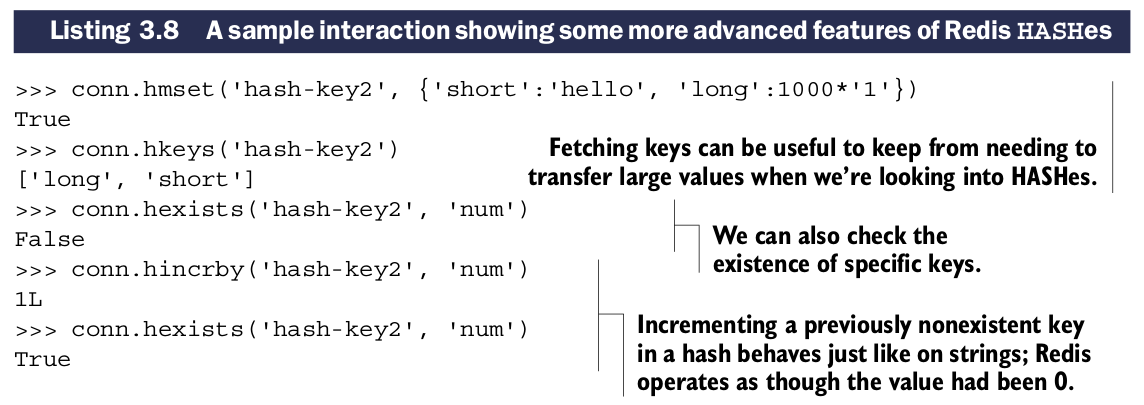 Listing 3.8 A sample interaction showing some more advanced features of Redis HASHes
>>> conn.hmset('hash-key2', {'short':'hello', 'long':1000*'1'})
True
>>> conn.hkeys('hash-key2')
['long', 'short']
Fetching keys can be useful to keep from needing to
transfer large values when we're looking into HASHes.
>>> conn.hexists('hash-key2', 'num')
False
We can also check the
existence of specific keys.
>>> conn.hincrby('hash-key2', 'num')
1L
>>> conn.hexists('hash-key2', 'num')
True
Incrementing a previously nonexistent key
in a hash behaves just like on strings; Redis
operates as though the value had been 0.